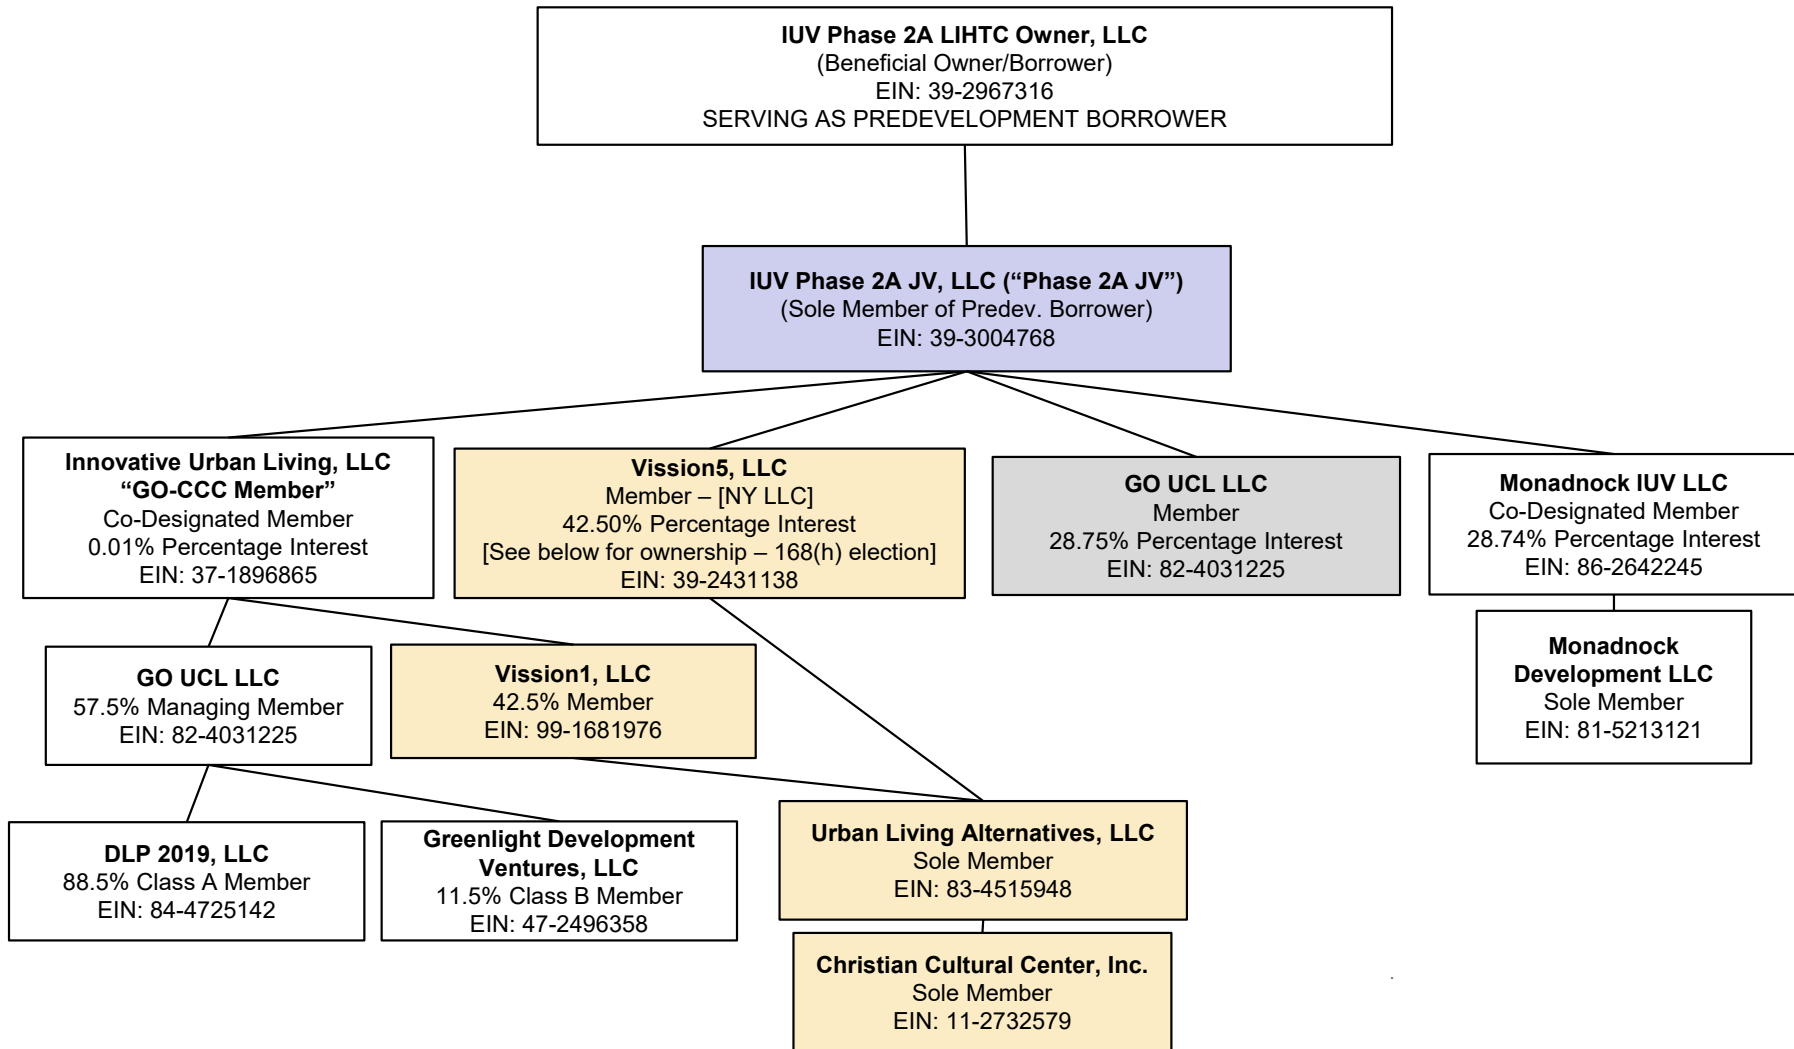 IUV Phase 2A LIHTC Owner, LLC
(Beneficial Owner/Borrower)
EIN: 39-2967316
SERVING AS PREDEVELOPMENT BORROWER
IUV Phase 2A JV, LLC (“Phase 2A JV”)
(Sole Member of Predev. Borrower)
EIN: 39-3004768
Innovative Urban Living, LLC
“GO-CCC Member”
Co-Designated Member
0.01% Percentage Interest
EIN: 37-1896865
Vission5, LLC
Member – [NY LLC]
42.50% Percentage Interest
[See below for ownership – 168(h) election]
EIN: 39-2431138
GO UCL LLC
Member
28.75% Percentage Interest
EIN: 82-4031225
Monadnock IUV LLC
Co-Designated Member
28.74% Percentage Interest
EIN: 86-2642245
GO UCL LLC
57.5% Managing Member
EIN: 82-4031225
Vission1, LLC
42.5% Member
EIN: 99-1681976
Monadnock
Development LLC
Sole Member
EIN: 81-5213121
DLP 2019, LLC
88.5% Class A Member
EIN: 84-4725142
Greenlight Development
Ventures, LLC
11.5% Class B Member
EIN: 47-2496358
Urban Living Alternatives, LLC
Sole Member
EIN: 83-4515948
Christian Cultural Center, Inc.
Sole Member
EIN: 11-2732579